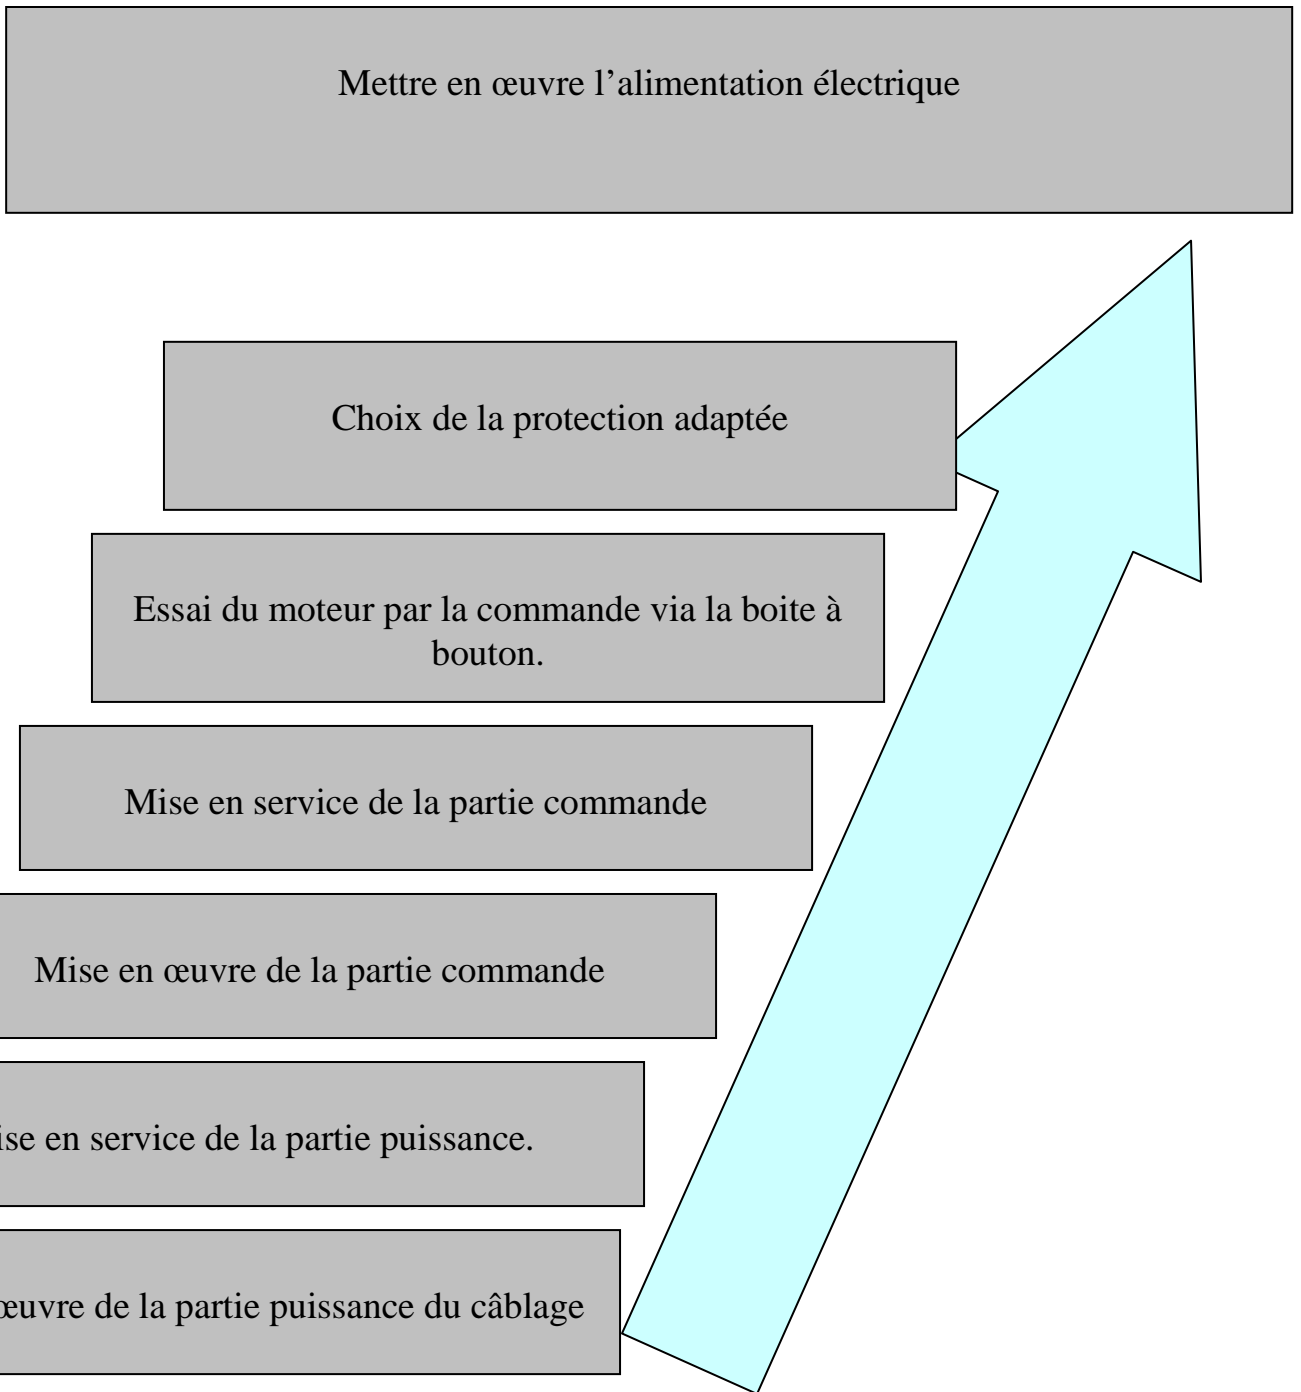 Mettre en œuvre l’alimentation électrique
Choix de la protection adaptée
Essai du moteur par la commande via la boite à
bouton.
Mise en service de la partie commande
Mise en œuvre de la partie commande
en service de la partie puissance.
œuvre de la partie puissance du câblage